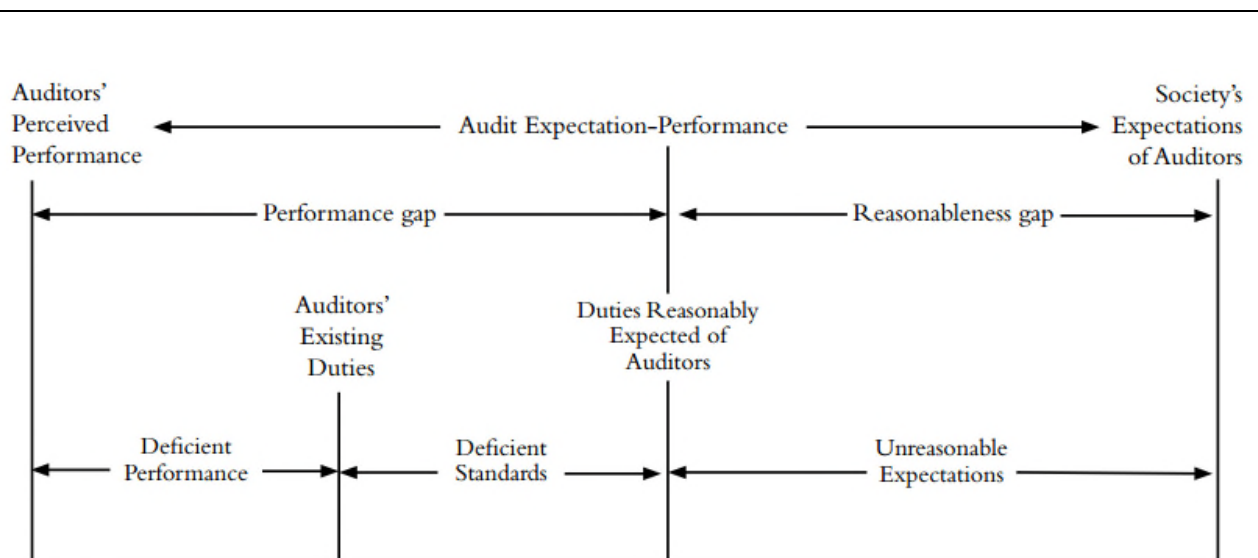 Auditors’
Perceived
Performance
Audit Expectation-Performance
Society’s
Expectations
of Auditors
Performance gap
Reasonableness gap
Auditors’
Existing
Duties
Duties Reasonably
Expected of
Auditors
Deficient
Performance
Deficient
Standards
Unreasonable
Expectations